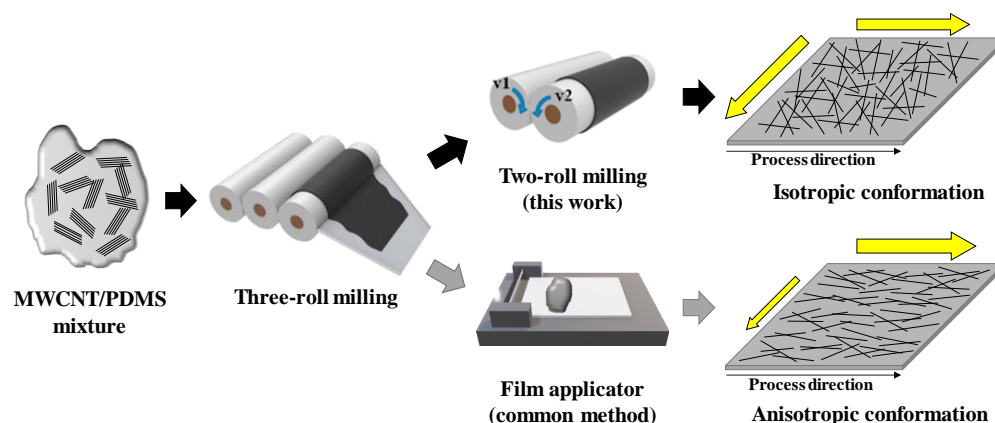 MWCNT/PDMS
mixture
Three-roll milling
v1
v2
Two-roll milling
(this work)
Process direction
Isotropic conformation
Film applicator
(common method)
Process direction
Anisotropic conformation